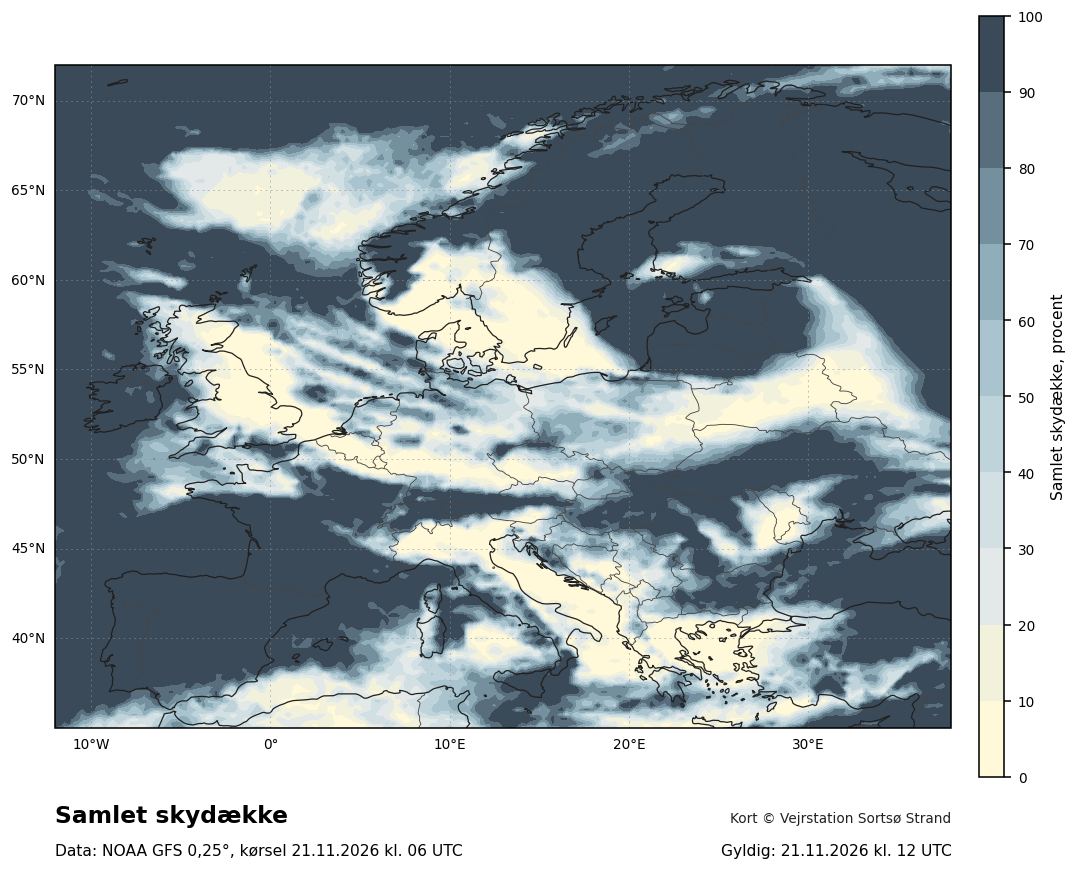 100
90
80
70
60
50
40
30
20
10
0
Samlet skydække, procent
70°N
65°N
60°N
55°N
50°N
45°N
40°N
10°W
0°
10°E
20°E
30°E
Samlet skydække
Kort © Vejrstation Sortsø Strand
Data: NOAA GFS 0,25°, kørsel 21.11.2026 kl. 06 UTC
Gyldig: 21.11.2026 kl. 12 UTC